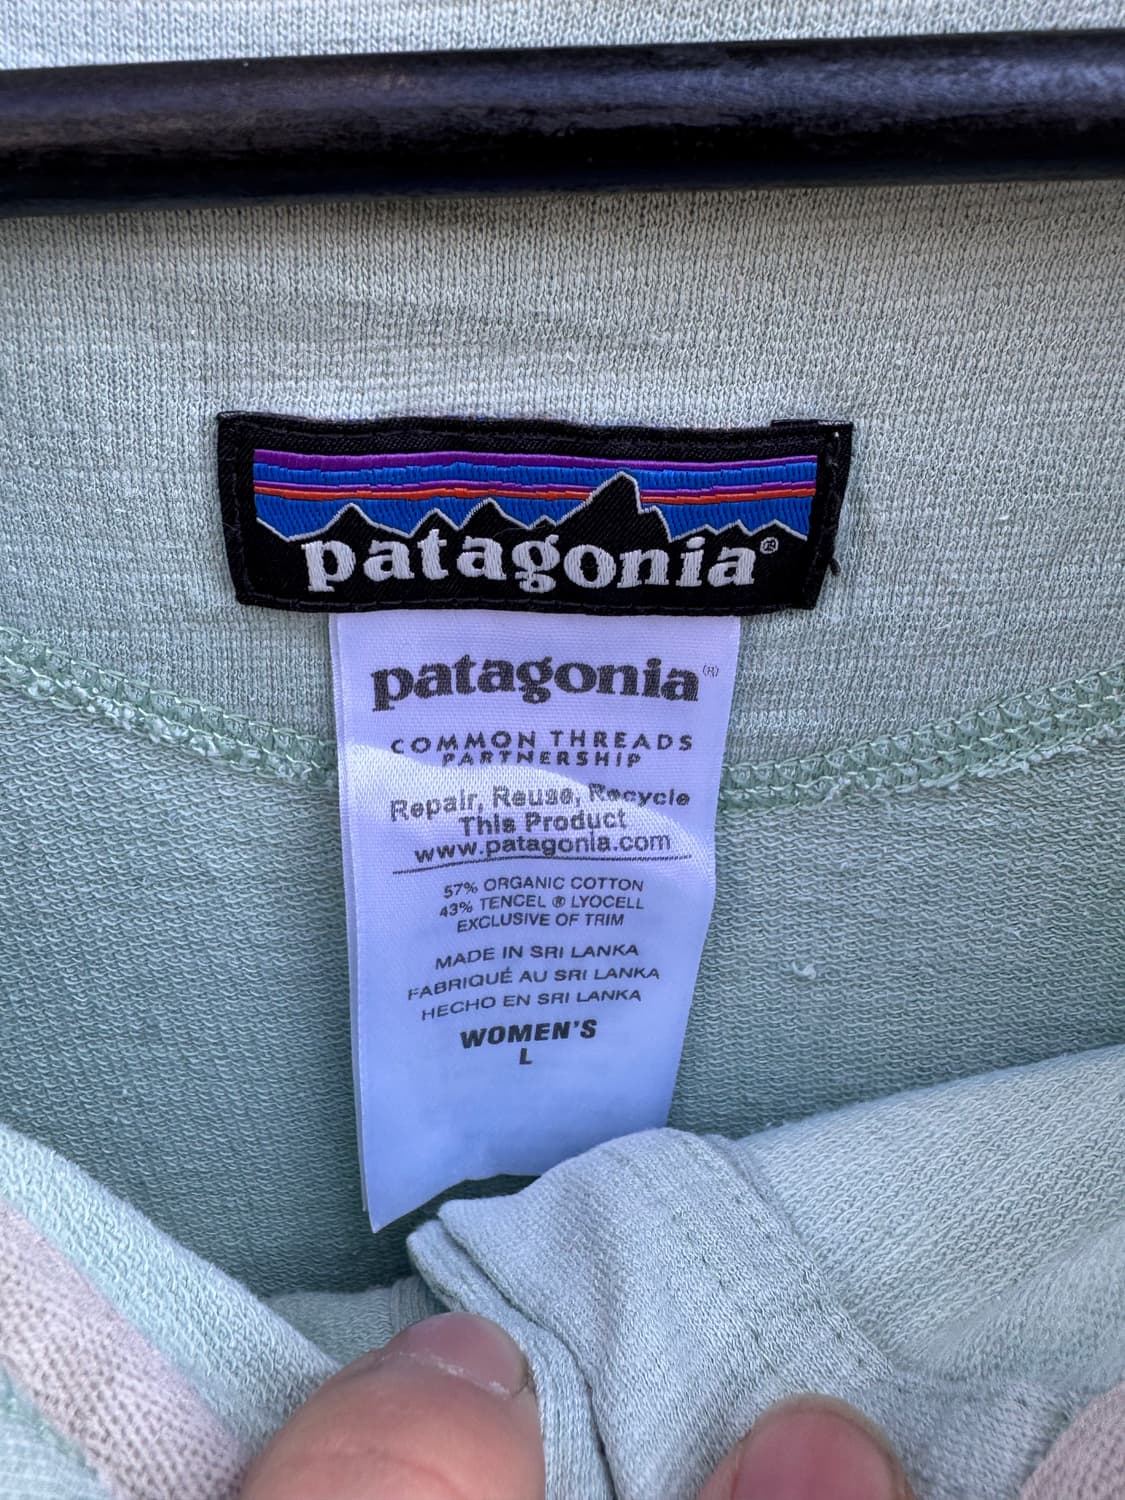 patagonia®
patagonia(R)
COMMON THREADS
PARTNERSHIP
Repair, Reuse, Recycle
This Product
www.patagonia.com
57% ORGANIC COTTON
43% TENCEL ® LYOCELL
EXCLUSIVE OF TRIM
MADE IN SRI LANKA
FABRIQUÉ AU SRI LANKA
HECHO EN SRI LANKA
WOMEN'S
L